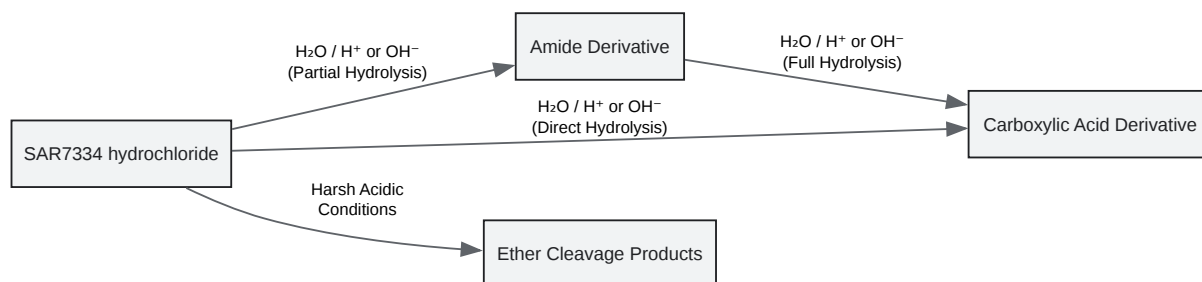 H₂O / H⁺ or OH⁻
(Partial Hydrolysis)
Amide Derivative
H₂O / H⁺ or OH⁻
(Full Hydrolysis)
H₂O / H⁺ or OH⁻
(Direct Hydrolysis)
Carboxylic Acid Derivative
SAR7334 hydrochloride
Harsh Acidic
Conditions
Ether Cleavage Products